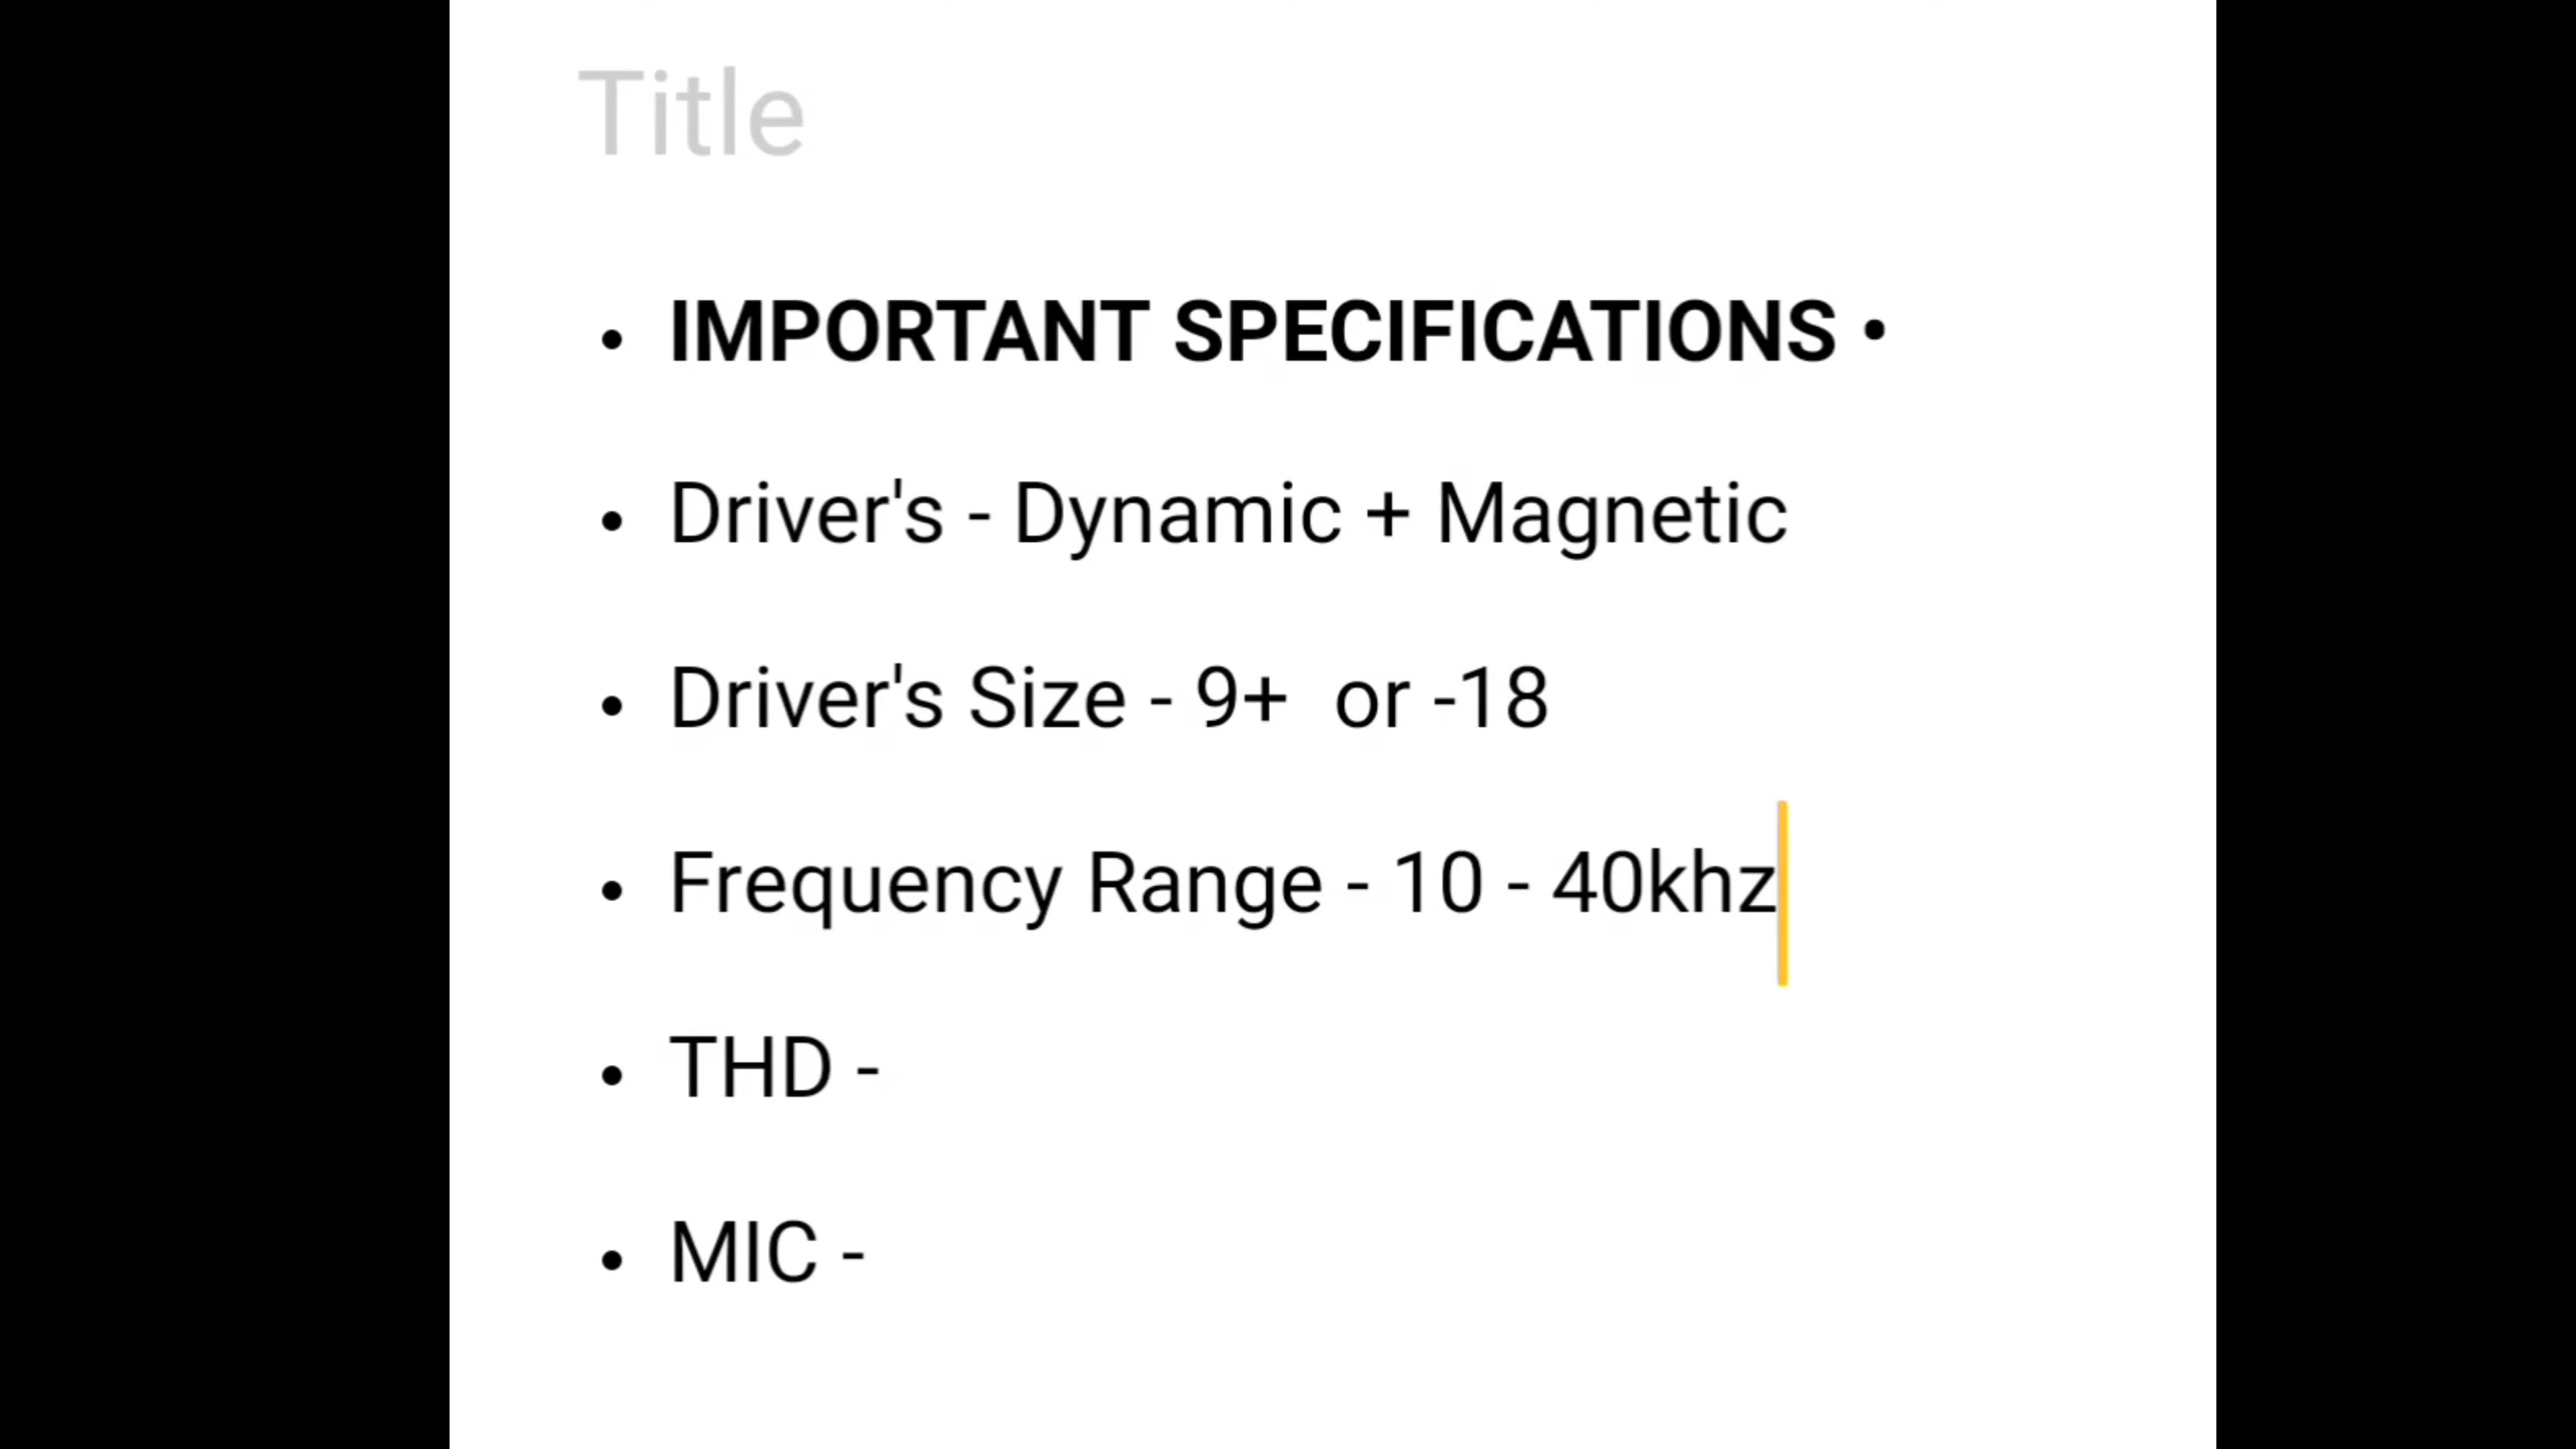 Title
• IMPORTANT SPECIFICATIONS •
• Driver's - Dynamic + Magnetic
• Driver's Size - 9+  or -18
• Frequency Range - 10 - 40khz
• THD -
• MIC -